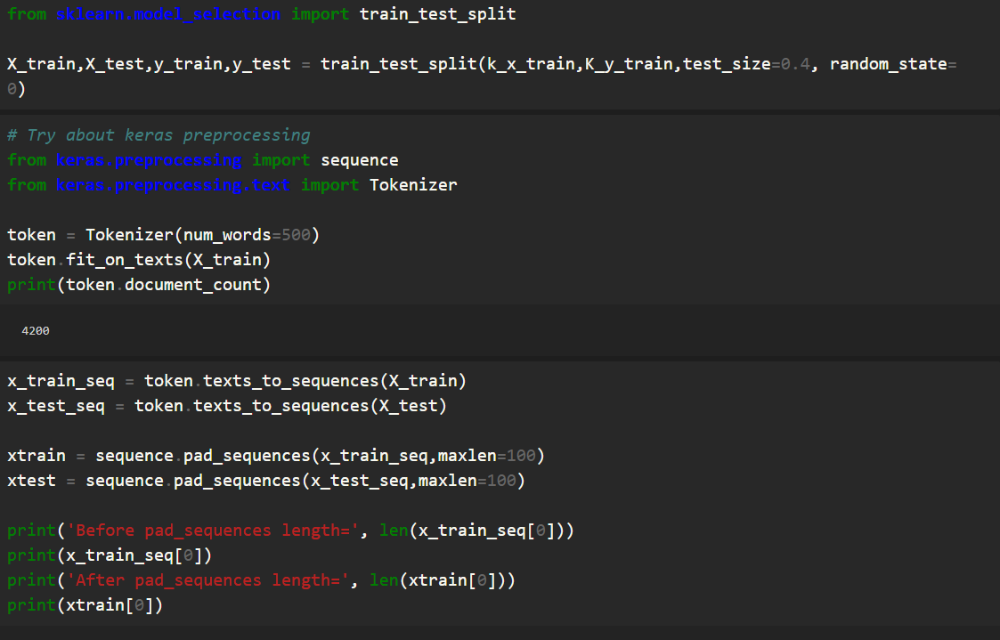 from sklearn.model_selection import train_test_split
X_train,X_test,y_train,y_test = train_test_split(k_x_train,K_y_train,test_size=0.4, random_state=
0)
# Try about keras preprocessing
from keras.preprocessing import sequence
from keras.preprocessing.text import Tokenizer
token = Tokenizer(num_words=500)
token.fit_on_texts(X_train)
print(token.document_count)
4200
x_train_seq = token.texts_to_sequences(X_train)
x_test_seq = token.texts_to_sequences(X_test)
xtrain = sequence.pad_sequences(x_train_seq,maxlen=100)
xtest = sequence.pad_sequences(x_test_seq,maxlen=100)
print('Before pad_sequences length=', len(x_train_seq[0]))
print(x_train_seq[0])
print('After pad_sequences length=', len(xtrain[0]))
print(xtrain[0])